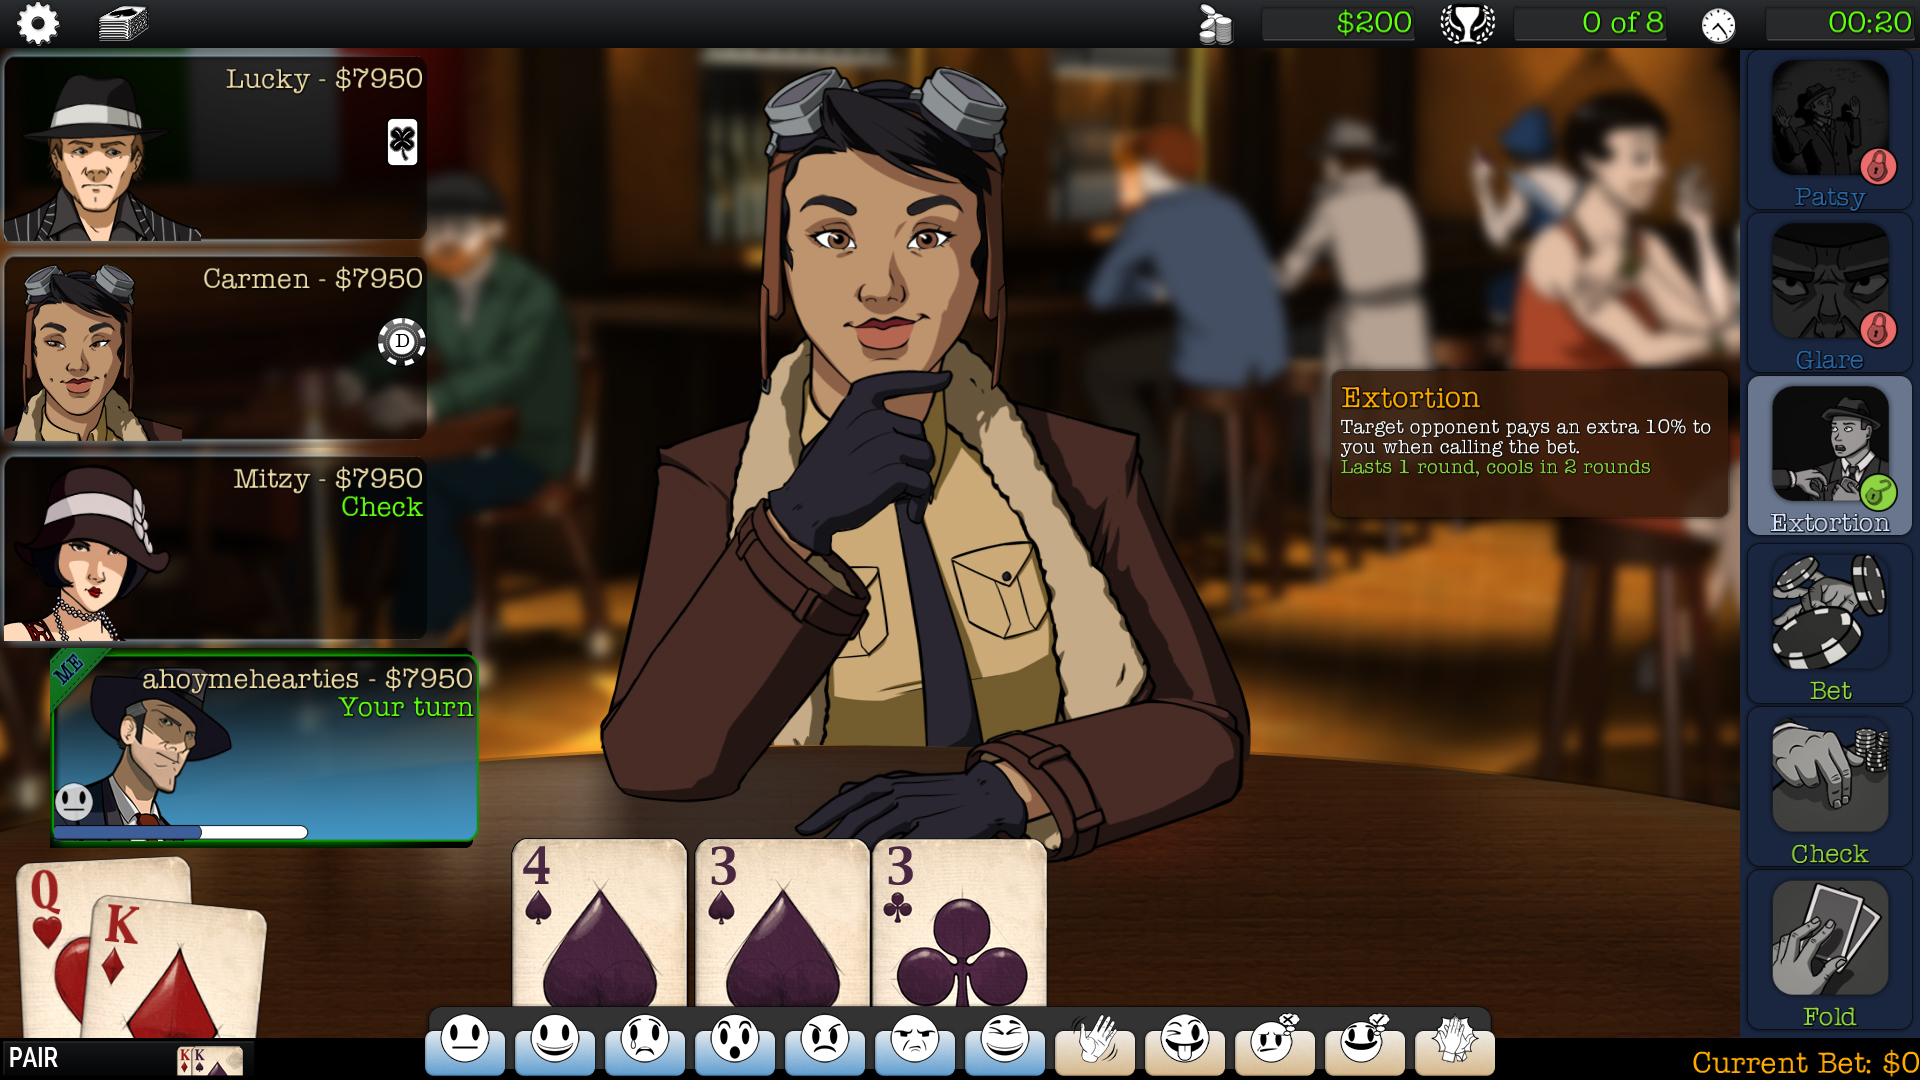 $200
0 of 8
00:20
Lucky - $7950
Carmen - $7950
D
Mitzy - $7950
Check
ME
ahoymehearties - $7950
Your turn
Patsy
Glare
Extortion
Target opponent pays an extra 10% to
you when calling the bet.
Lasts 1 round, cools in 2 rounds
Extortion
Bet
Check
Fold
Q
K
4
3
3
PAIR
K K
Current Bet: $0